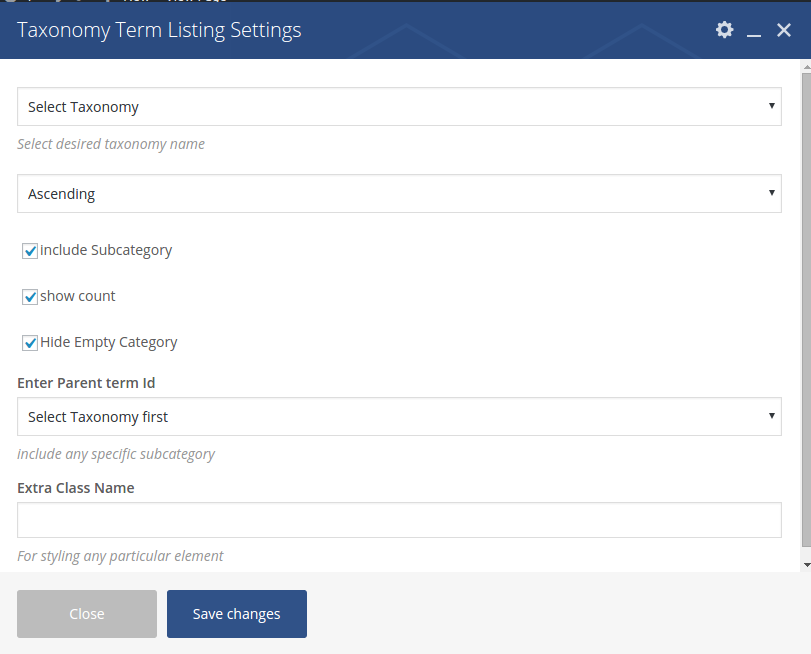 Taxonomy Term Listing Settings
Select Taxonomy
Select desired taxonomy name
Ascending
include Subcategory
show count
Hide Empty Category
Enter Parent term Id
Select Taxonomy first
include any specific subcategory
Extra Class Name
For styling any particular element
Close
Save changes